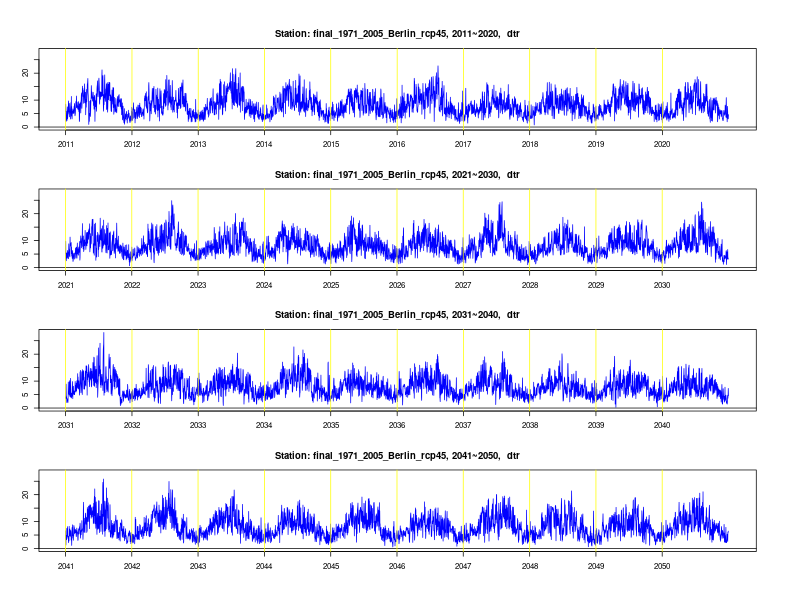 Station: final_1971_2005_Berlin_rcp45, 2011~2020, dtr
20
10
5
0
2011 2012 2013 2014 2015 2016 2017 2018 2019 2020
Station: final_1971_2005_Berlin_rcp45, 2021~2030, dtr
20
10
5
0
2021 2022 2023 2024 2025 2026 2027 2028 2029 2030
Station: final_1971_2005_Berlin_rcp45, 2031~2040, dtr
20
10
5
0
2031 2032 2033 2034 2035 2036 2037 2038 2039 2040
Station: final_1971_2005_Berlin_rcp45, 2041~2050, dtr
20
10
5
0
2041 2042 2043 2044 2045 2046 2047 2048 2049 2050